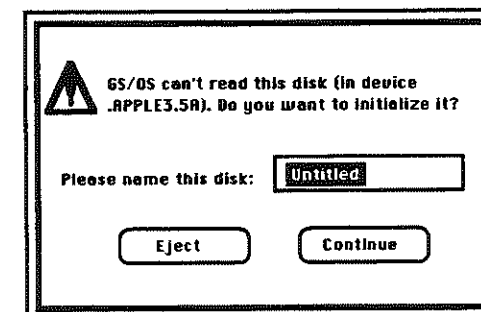 GS/OS can't read this disk (in device
.APPLE3.5A). Do you want to initialize it?
Please name this disk: Untitled
Eject Continue